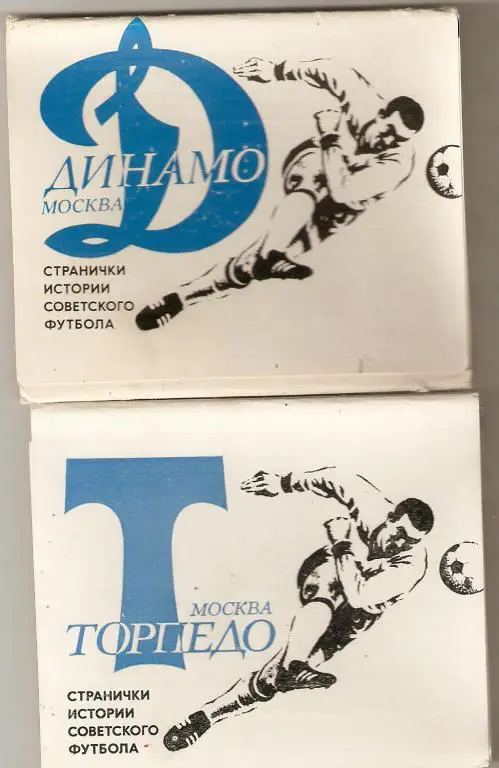 Д
ДИНАМО
МОСКВА
СТРАНИЧКИ
ИСТОРИИ
СОВЕТСКОГО
ФУТБОЛА
Т
МОСКВА
ТОРПЕДО
СТРАНИЧКИ
ИСТОРИИ
СОВЕТСКОГО
ФУТБОЛА